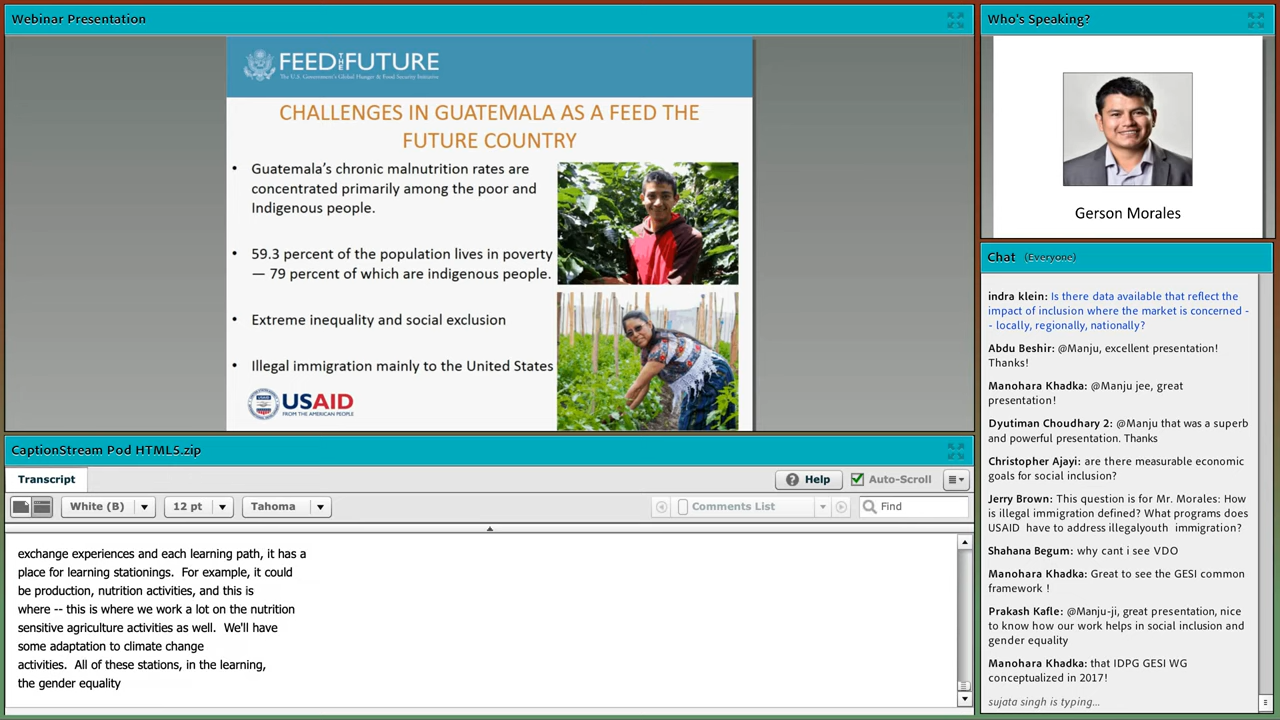 Webinar Presentation
FEED THE FUTURE
The U.S. Government's Global Hunger & Food Security Initiative
CHALLENGES IN GUATEMALA AS A FEED THE
FUTURE COUNTRY
• Guatemala's chronic malnutrition rates are
concentrated primarily among the poor and
Indigenous people.
• 59.3 percent of the population lives in poverty
— 79 percent of which are indigenous people.
• Extreme inequality and social exclusion
• Illegal immigration mainly to the United States
USAID
FROM THE AMERICAN PEOPLE
Who's Speaking?
Gerson Morales
Chat (Everyone)
indra klein: Is there data available that reflect the
impact of inclusion where the market is concerned -
- locally, regionally, nationally?
Abdu Beshir: @Manju, excellent presentation!
Thanks!
Manohara Khadka: @Manju jee, great
presentation!
Dyutiman Choudhary 2: @Manju that was a superb
and powerful presentation. Thanks
Christopher Ajayi: are there measurable economic
goals for social inclusion?
Jerry Brown: This question is for Mr. Morales: How
is illegal immigration defined? What programs does
USAID have to address illegalyouth immigration?
Shahana Begum: why cant i see VDO
Manohara Khadka: Great to see the GESI common
framework !
Prakash Kafle: @Manju-ji, great presentation, nice
to know how our work helps in social inclusion and
gender equality
Manohara Khadka: that IDPG GESI WG
conceptualized in 2017!
sujata singh is typing...
CaptionStream Pod HTML5.zip
Transcript
Help
Auto-Scroll
White (B)
12 pt
Tahoma
Comments List
Find
exchange experiences and each learning path, it has a
place for learning stationings. For example, it could
be production, nutrition activities, and this is
where -- this is where we work a lot on the nutrition
sensitive agriculture activities as well. We'll have
some adaptation to climate change
activities. All of these stations, in the learning,
the gender equality